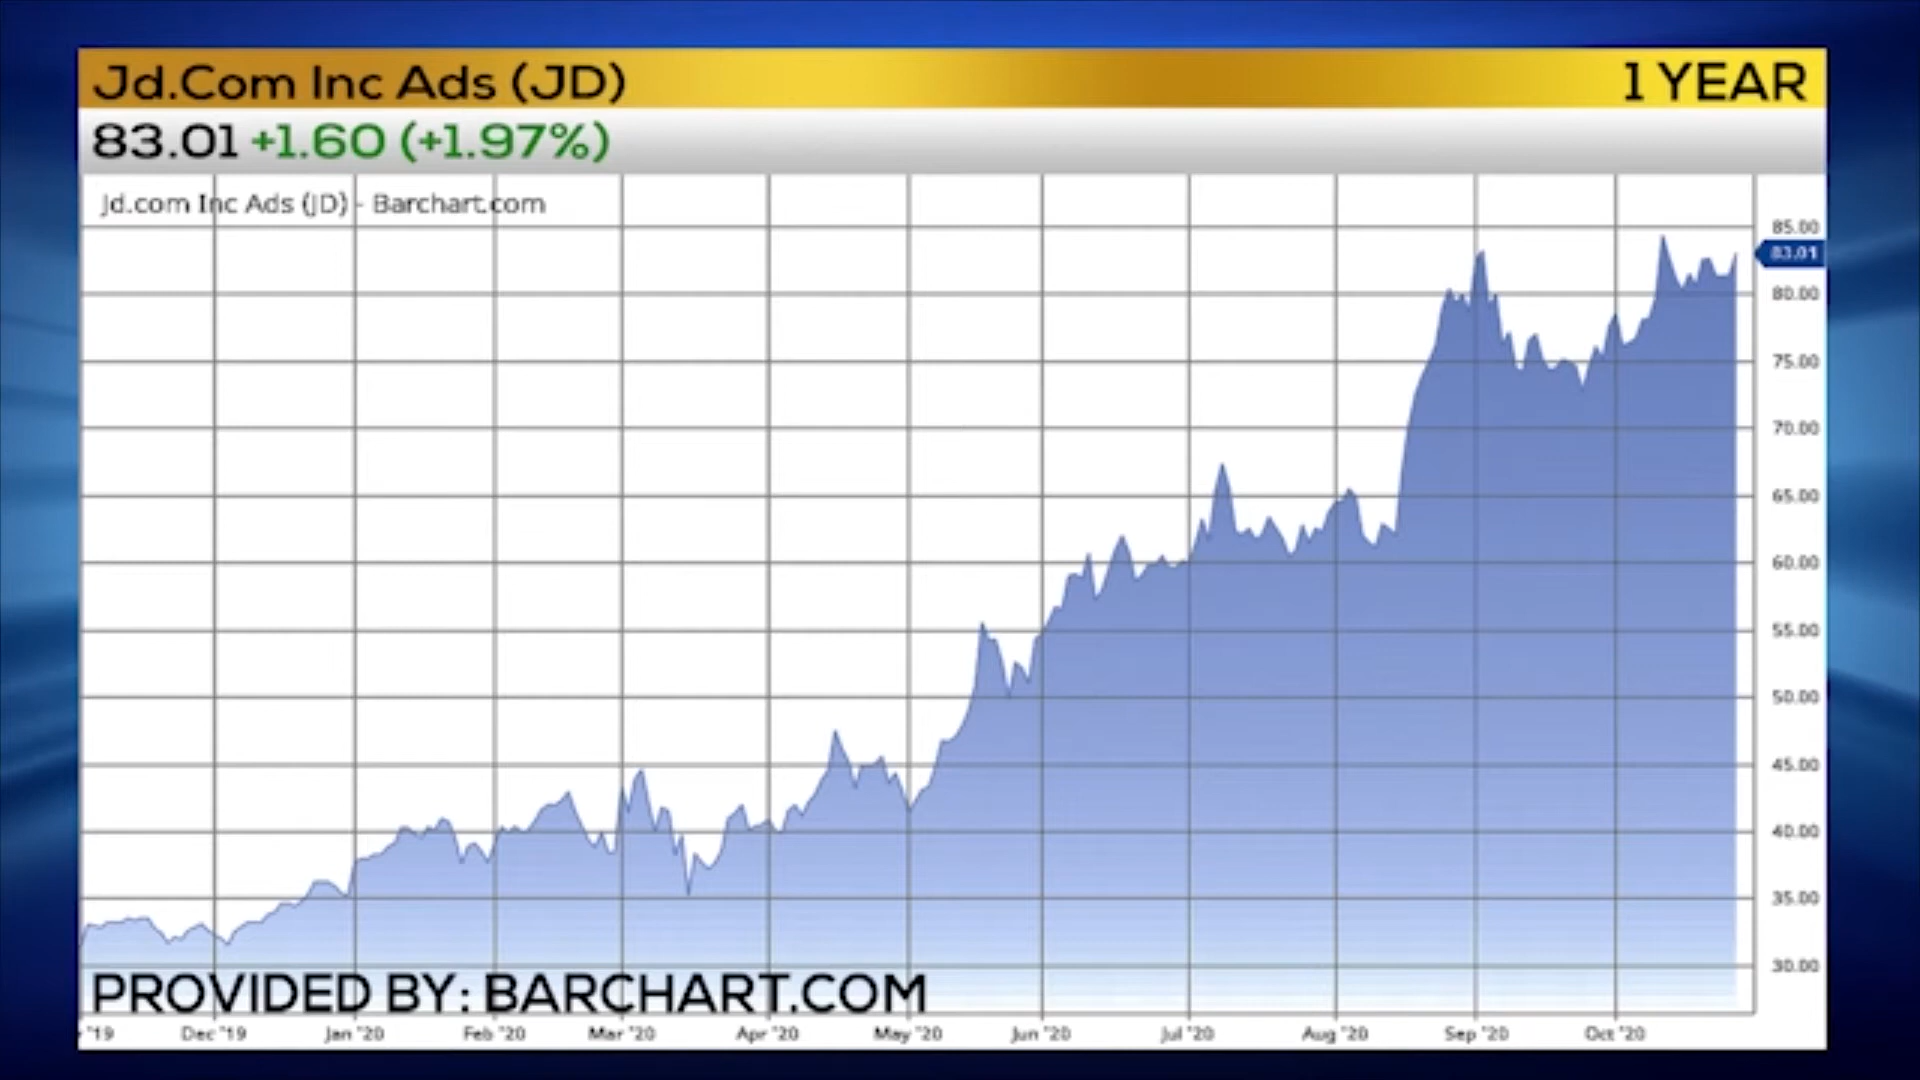 Jd.Com Inc Ads (JD)
1 YEAR
83.01 +1.60 (+1.97%)
Jd.com Inc Ads (JD) - Barchart.com
85.00
83.01
80.00
75.00
70.00
65.00
60.00
55.00
50.00
45.00
40.00
35.00
30.00
PROVIDED BY: BARCHART.COM
'19
Dec '19
Jan '20
Feb '20
Mar '20
Apr '20
May '20
Jun '20
Jul '20
Aug '20
Sep '20
Oct '20